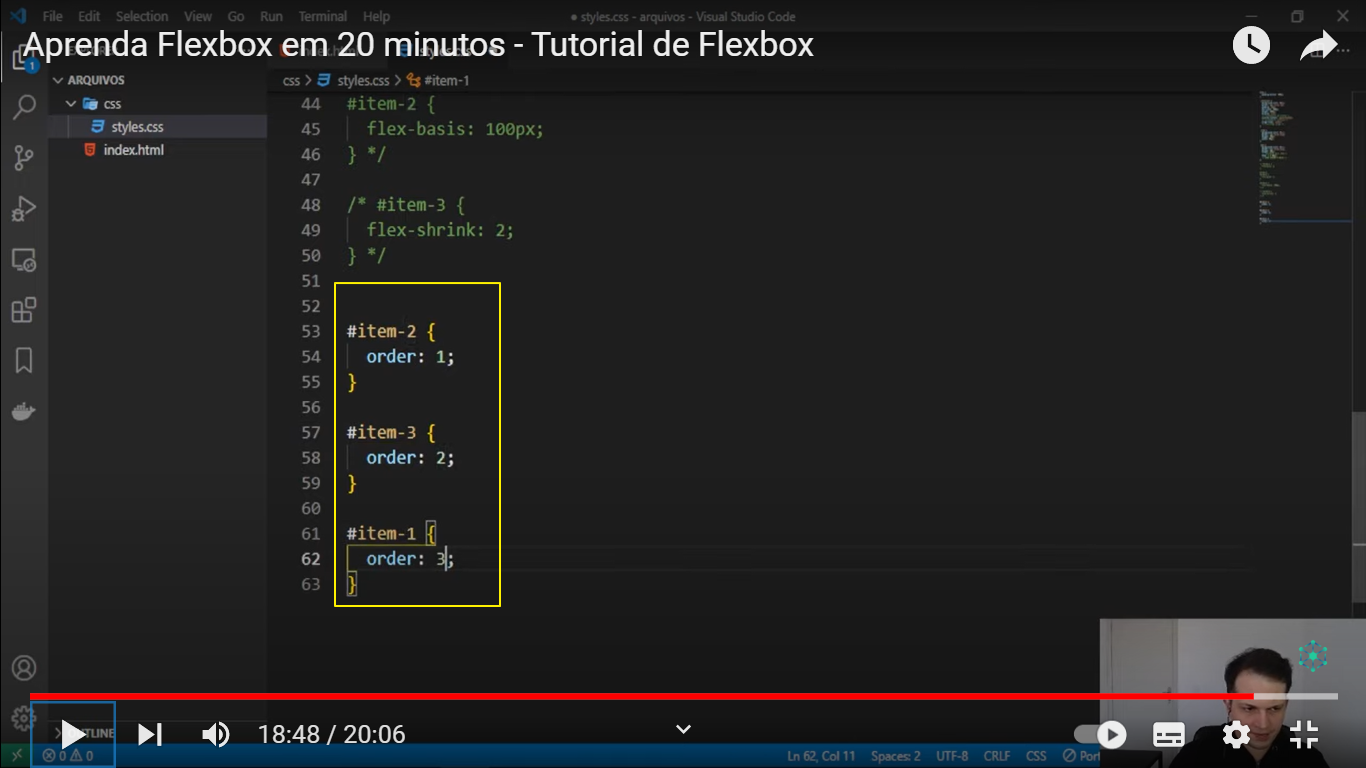 File Edit Selection View Go Run Terminal Help
● styles.css - arquivos - Visual Studio Code
Aprenda Flexbox em 20 minutos - Tutorial de Flexbox
1
ARQUIVOS
css
styles.css
index.html
css > styles.css > #item-1
44 #item-2 {
45 flex-basis: 100px;
46 } */
47
48 /* #item-3 {
49 flex-shrink: 2;
50 } */
51
52
53 #item-2 {
54 order: 1;
55 }
56
57 #item-3 {
58 order: 2;
59 }
60
61 #item-1 {
62 order: 3;
63 }
18:48 / 20:06
0 0
Ln 62, Col 11 Spaces: 2 UTF-8 CRLF CSS